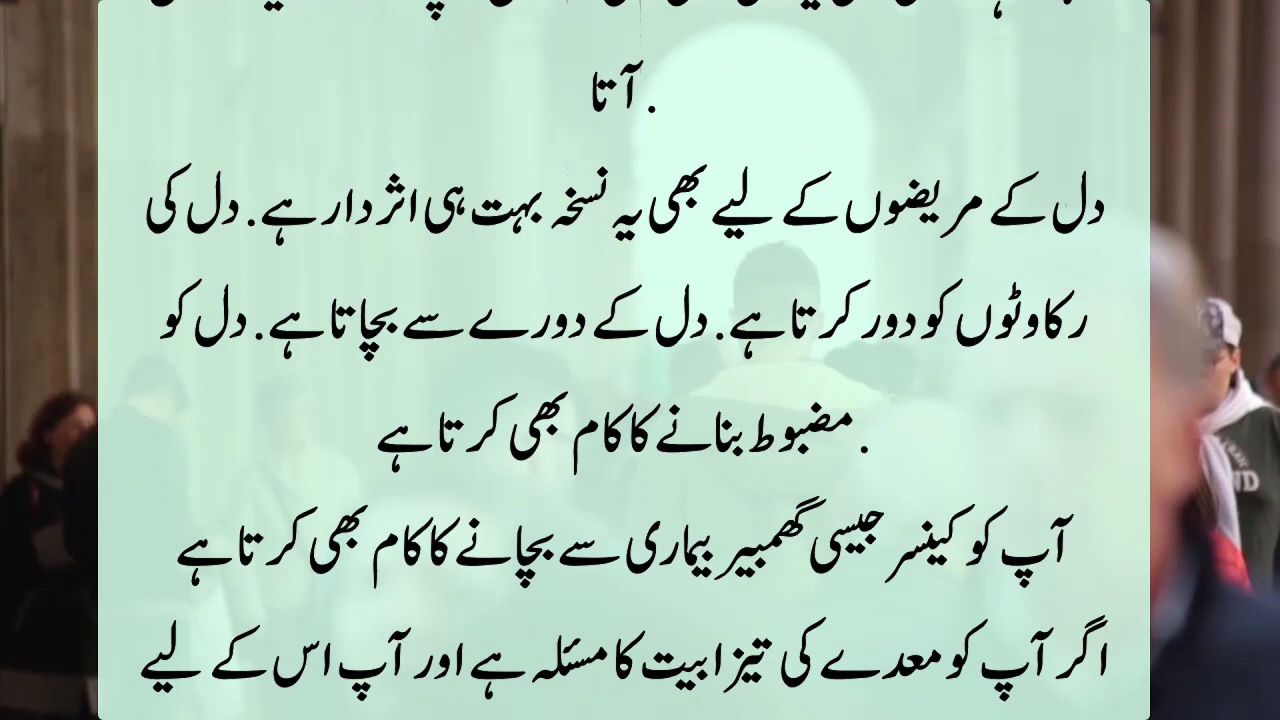 آتا.
دل کے مریضوں کے لیے بھی یہ نسخہ بہت ہی اثر دار ہے. دل کی
رکاوٹوں کو دور کرتا ہے. دل کے دورے سے بچاتا ہے. دل کو
مضبوط بنانے کا کام بھی کرتا ہے.
آپ کو کینسر جیسی گھمبیر بیماری سے بچانے کا کام بھی کرتا ہے
اگر آپ کو معدے کی تیزابیت کا مسئلہ ہے اور آپ اس کے لیے